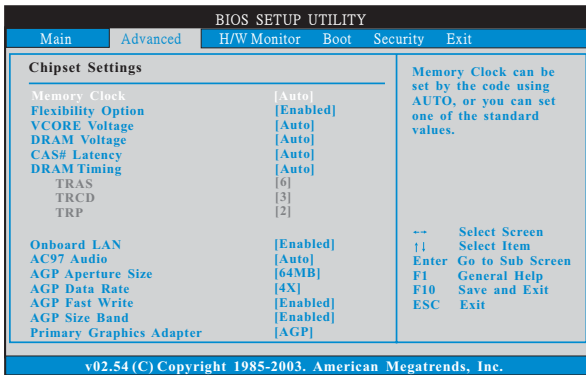 BIOS SETUP UTILITY
Main Advanced H/W Monitor Boot Security Exit
Chipset Settings
Memory Clock [Auto]
Flexibility Option [Enabled]
VCORE Voltage [Auto]
DRAM Voltage [Auto]
CAS# Latency [Auto]
DRAM Timing [Auto]
TRAS [6]
TRCD [3]
TRP [2]
Onboard LAN [Enabled]
AC97 Audio [Auto]
AGP Aperture Size [64MB]
AGP Data Rate [4X]
AGP Fast Write [Enabled]
AGP Size Band [Enabled]
Primary Graphics Adapter [AGP]
Memory Clock can be
set by the code using
AUTO, or you can set
one of the standard
values.
←→ Select Screen
↑↓ Select Item
Enter Go to Sub Screen
F1 General Help
F10 Save and Exit
ESC Exit
v02.54 (C) Copyright 1985-2003. American Megatrends, Inc.